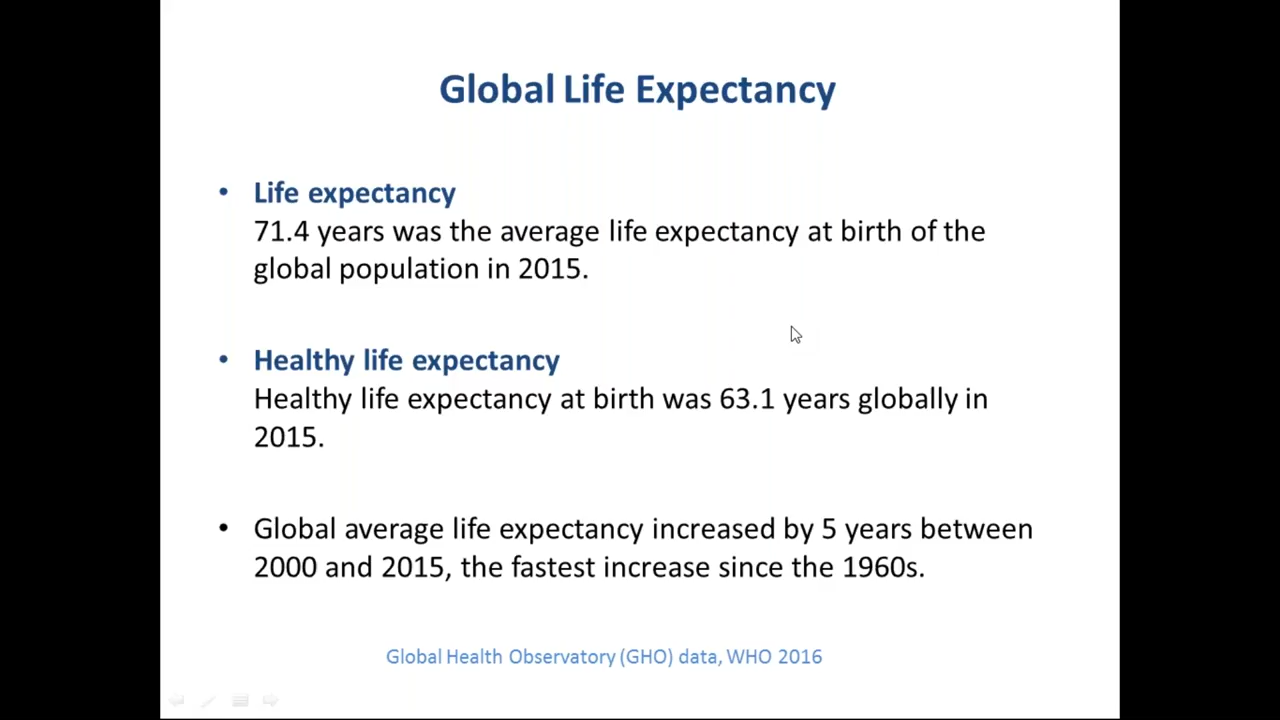 Global Life Expectancy
• Life expectancy
71.4 years was the average life expectancy at birth of the
global population in 2015.
• Healthy life expectancy
Healthy life expectancy at birth was 63.1 years globally in
2015.
• Global average life expectancy increased by 5 years between
2000 and 2015, the fastest increase since the 1960s.
Global Health Observatory (GHO) data, WHO 2016